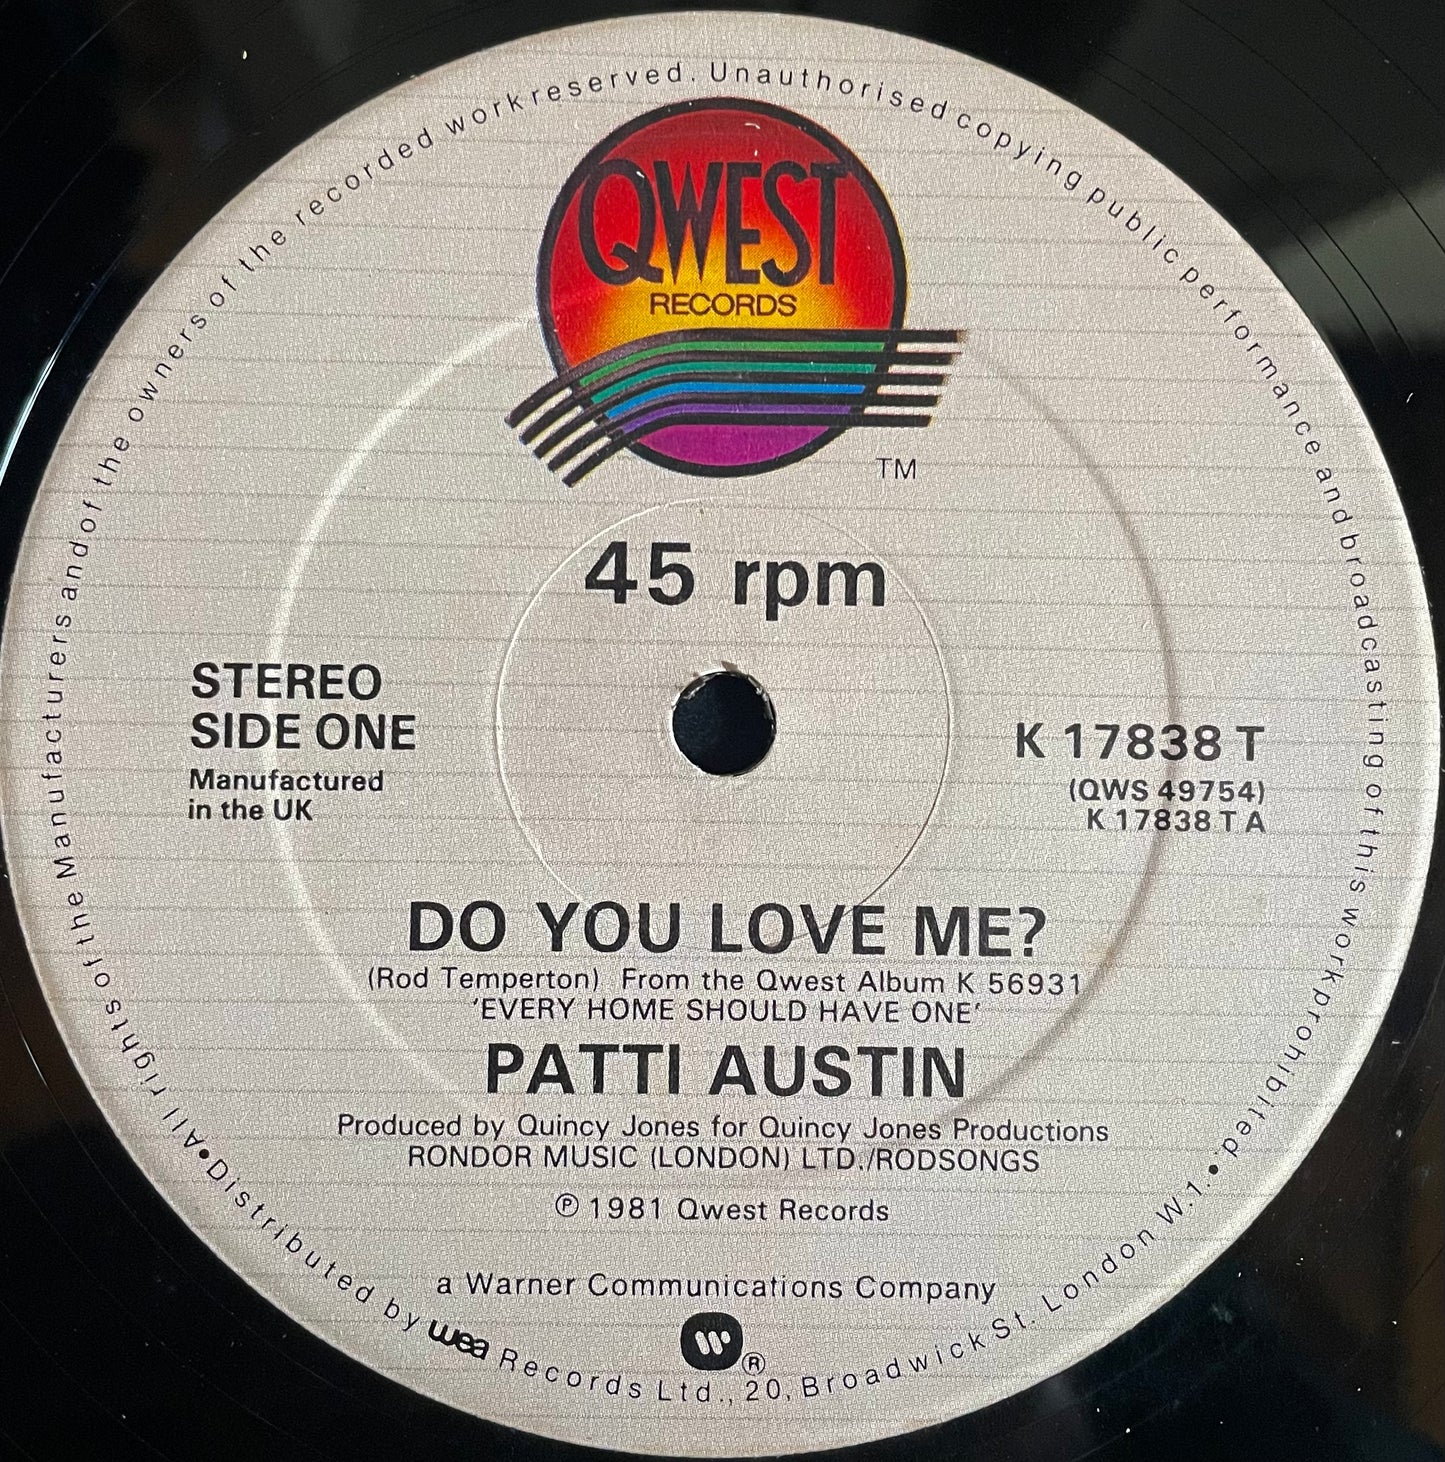 All rights of the Manufacturers and of the owners of the recorded work reserved. Unauthorised copying public performance and broadcasting of this work prohibited.
QWEST
RECORDS
TM
45 rpm
STEREO
SIDE ONE
Manufactured
in the UK
K 17838 T
(QWS 49754)
K 17838 T A
DO YOU LOVE ME?
(Rod Temperton) From the Qwest Album K 56931
'EVERY HOME SHOULD HAVE ONE'
PATTI AUSTIN
Produced by Quincy Jones for Quincy Jones Productions
RONDOR MUSIC (LONDON) LTD./RODSONGS
℗ 1981 Qwest Records
a Warner Communications Company
W ®
• Distributed by wea Records Ltd., 20, Broadwick St. London W.1. •